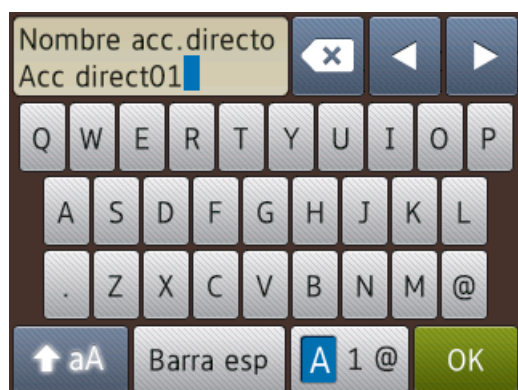 Nombre acc.directo
Acc direct01
Q W E R T Y U I O P
A S D F G H J K L
. Z X C V B N M @
aA Barra esp A 1 @ OK